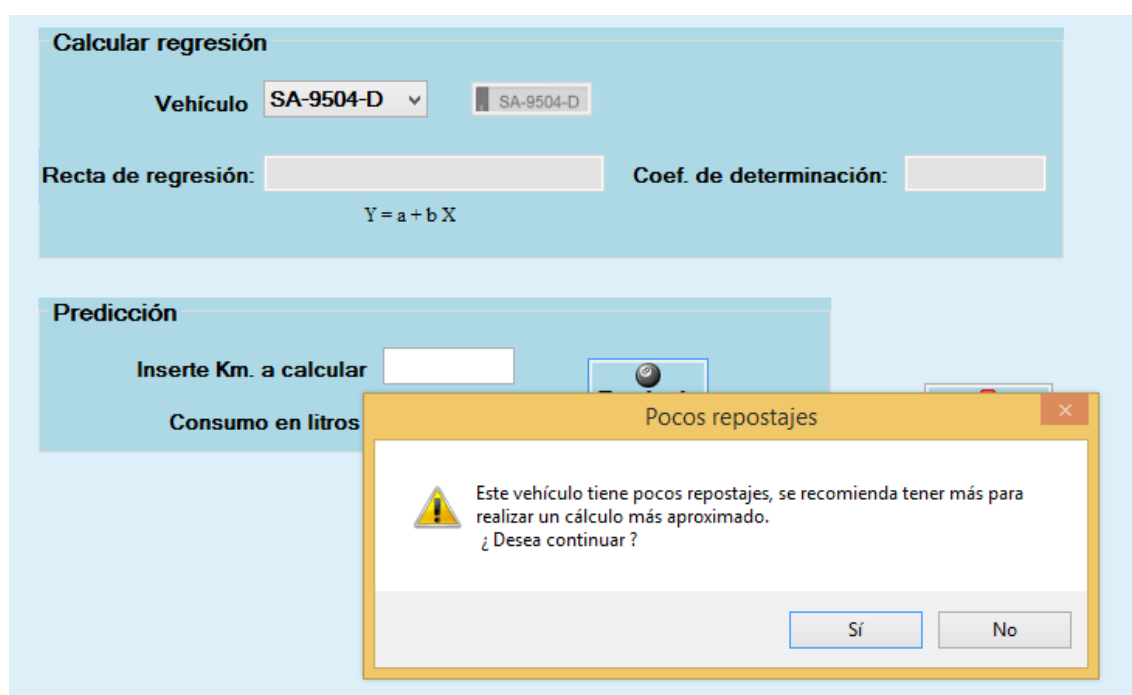 Calcular regresión
Vehículo SA-9504-D SA-9504-D
Recta de regresión: Coef. de determinación:
Y = a + b X
Predicción
Inserte Km. a calcular
Consumo en litros
Pocos repostajes
Este vehículo tiene pocos repostajes, se recomienda tener más para
realizar un cálculo más aproximado.
¿ Desea continuar ?
Sí No